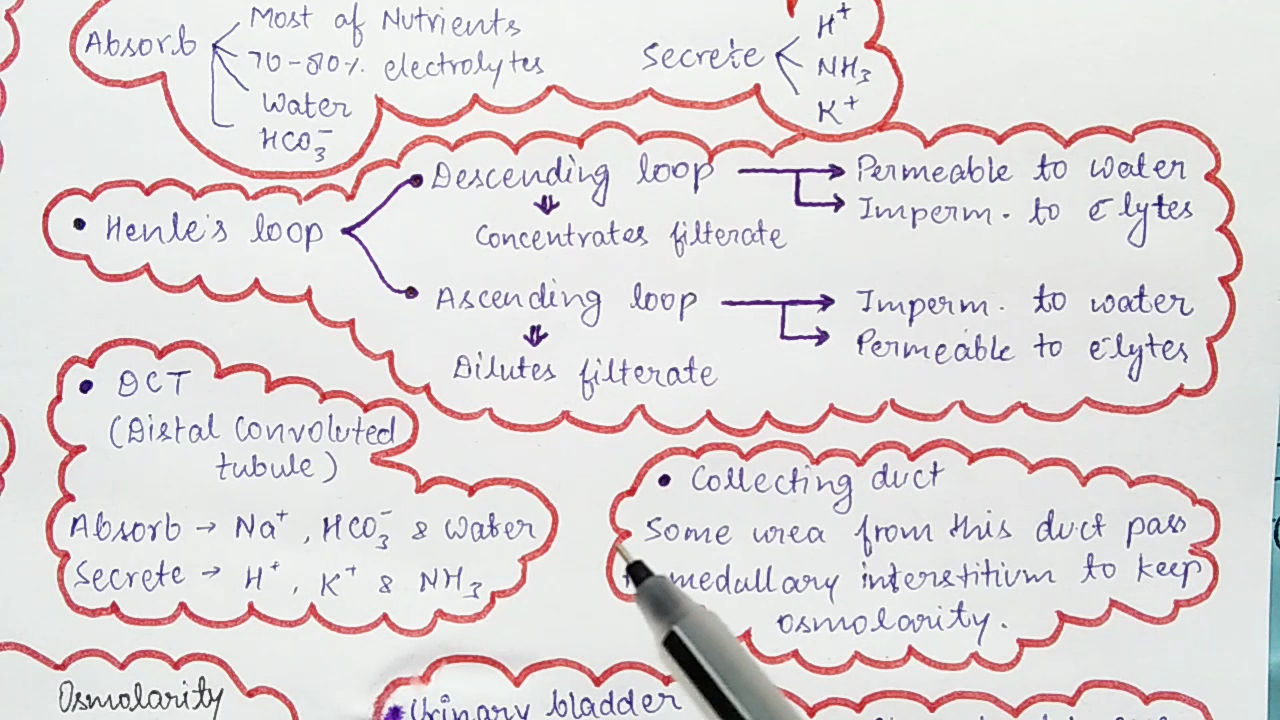 Absorb
Most of Nutrients
70-80% electrolytes
Water
HCO₃⁻
Secrete
H⁺
NH₃
K⁺
• Henle's loop
• Descending loop
Concentrates filterate
Permeable to water
Imperm. to ēlytes
• Ascending loop
Dilutes filterate
Imperm. to water
Permeable to ēlytes
• DCT
(Distal Convoluted
tubule)
Absorb → Na⁺, HCO₃⁻ & Water
Secrete → H⁺, K⁺ & NH₃
• Collecting duct
Some urea from this duct pass
medullary interstitium to keep
osmolarity.
Osmolarity
Urinary bladder